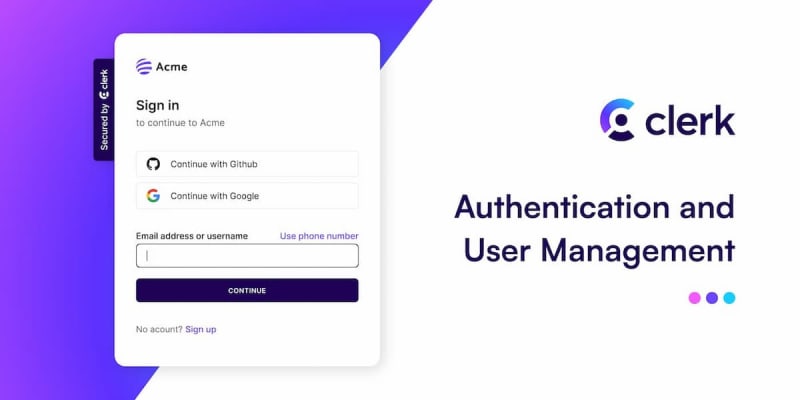 Secured by clerk
Acme
Sign in
to continue to Acme
Continue with Github
Continue with Google
Email address or username Use phone number
CONTINUE
No acount? Sign up
clerk
Authentication and
User Management